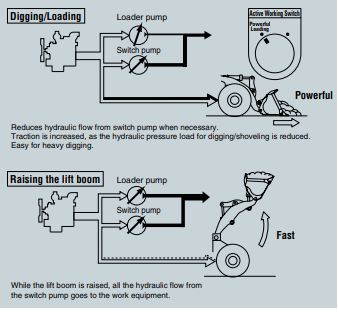 Digging/Loading
Loader pump
Switch pump
Active Working Switch
Powerful
Loading
Powerful
Reduces hydraulic flow from switch pump when necessary.
Traction is increased, as the hydraulic pressure load for digging/shoveling is reduced.
Easy for heavy digging.
Raising the lift boom
Loader pump
Switch pump
Fast
While the lift boom is raised, all the hydraulic flow from
the switch pump goes to the work equipment.